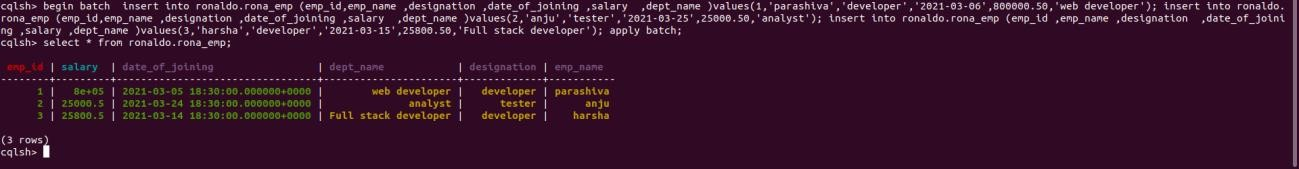 cqlsh> begin batch  insert into ronaldo.rona_emp (emp_id,emp_name ,designation ,date_of_joining ,salary  ,dept_name )values(1,'parashiva','developer','2021-03-06',800000.50,'web developer'); insert into ronaldo.
rona_emp (emp_id,emp_name ,designation ,date_of_joining ,salary  ,dept_name )values(2,'anju','tester','2021-03-25',25000.50,'analyst'); insert into ronaldo.rona_emp (emp_id ,emp_name ,designation  ,date_of_joini
ng ,salary ,dept_name )values(3,'harsha','developer','2021-03-15',25800.50,'Full stack developer'); apply batch;
cqlsh> select * from ronaldo.rona_emp;
emp_id | salary | date_of_joining | dept_name | designation | emp_name
--------+---------+---------------------------------+----------------------+-------------+-----------
1 | 8e+05 | 2021-03-05 18:30:00.000000+0000 | web developer | developer | parashiva
2 | 25000.5 | 2021-03-24 18:30:00.000000+0000 | analyst | tester | anju
3 | 25800.5 | 2021-03-14 18:30:00.000000+0000 | Full stack developer | developer | harsha
(3 rows)
cqlsh>